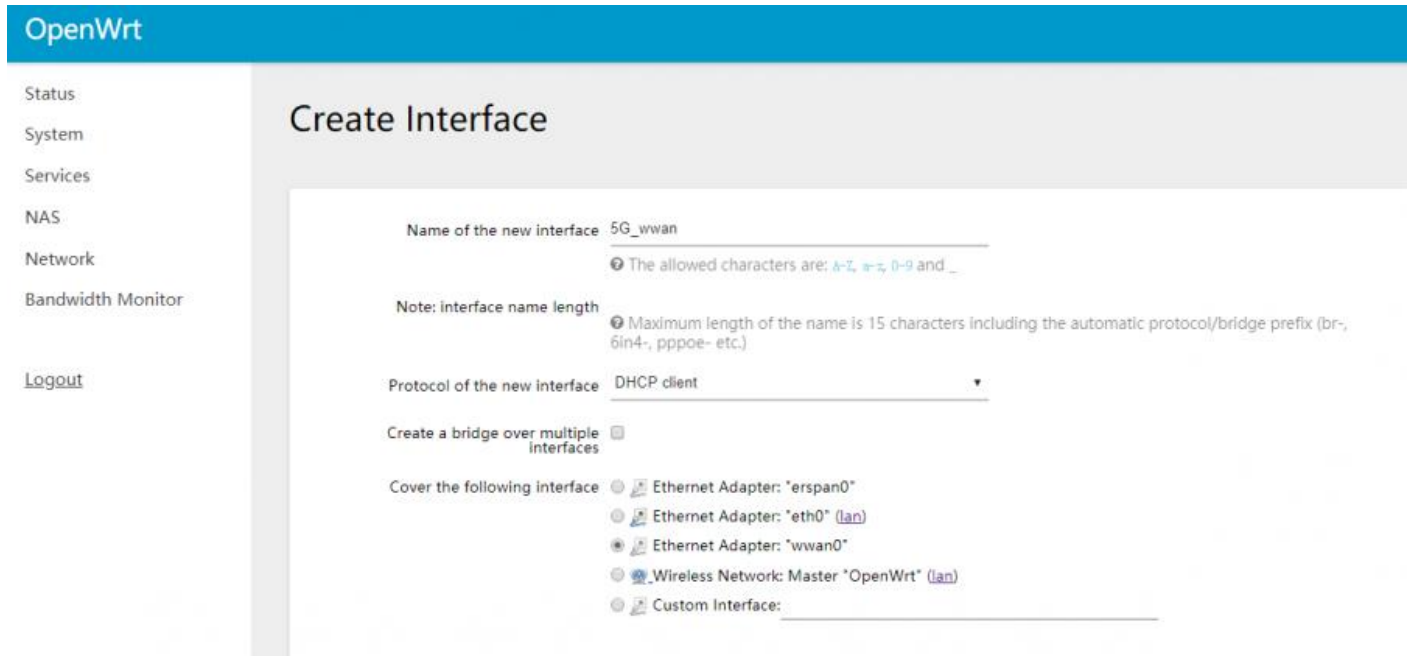 OpenWrt
Status
System
Services
NAS
Network
Bandwidth Monitor
Logout
Create Interface
Name of the new interface 5G_wwan
The allowed characters are: A-Z, a-z, 0-9 and _
Note: interface name length
Maximum length of the name is 15 characters including the automatic protocol/bridge prefix (br-,
6in4-, pppoe- etc.)
Protocol of the new interface DHCP client
Create a bridge over multiple
interfaces
Cover the following interface Ethernet Adapter: "erspan0"
Ethernet Adapter: "eth0" (lan)
Ethernet Adapter: "wwan0"
Wireless Network: Master "OpenWrt" (lan)
Custom Interface: